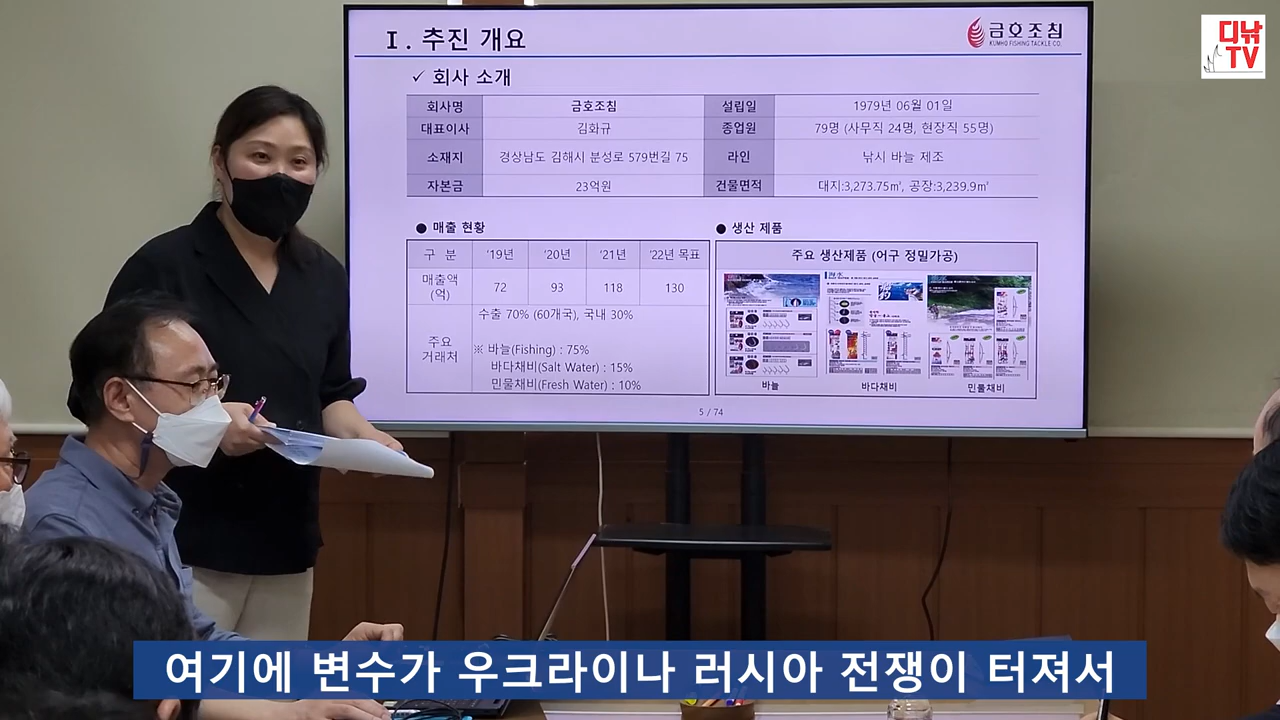 디낚
TV
Ⅰ. 추진 개요
금호조침
KUMHO FISHING TACKLE CO.
✓ 회사 소개
회사명 금호조침 설립일 1979년 06월 01일
대표이사 김화규 종업원 79명 (사무직 24명, 현장직 55명)
소재지 경상남도 김해시 분성로 579번길 75 라인 낚시 바늘 제조
자본금 23억원 건물면적 대지:3,273.75㎡, 공장:3,239.9㎡
● 매출 현황
구 분 '19년 '20년 '21년 '22년 목표
매출액
(억) 72 93 118 130
주요
거래처
수출 70% (60개국), 국내 30%
※ 바늘(Fishing) : 75%
바다채비(Salt Water) : 15%
민물채비(Fresh Water) : 10%
● 생산 제품
주요 생산제품 (어구 정밀가공)
바늘 바다채비 민물채비
5 / 74
여기에 변수가 우크라이나 러시아 전쟁이 터져서